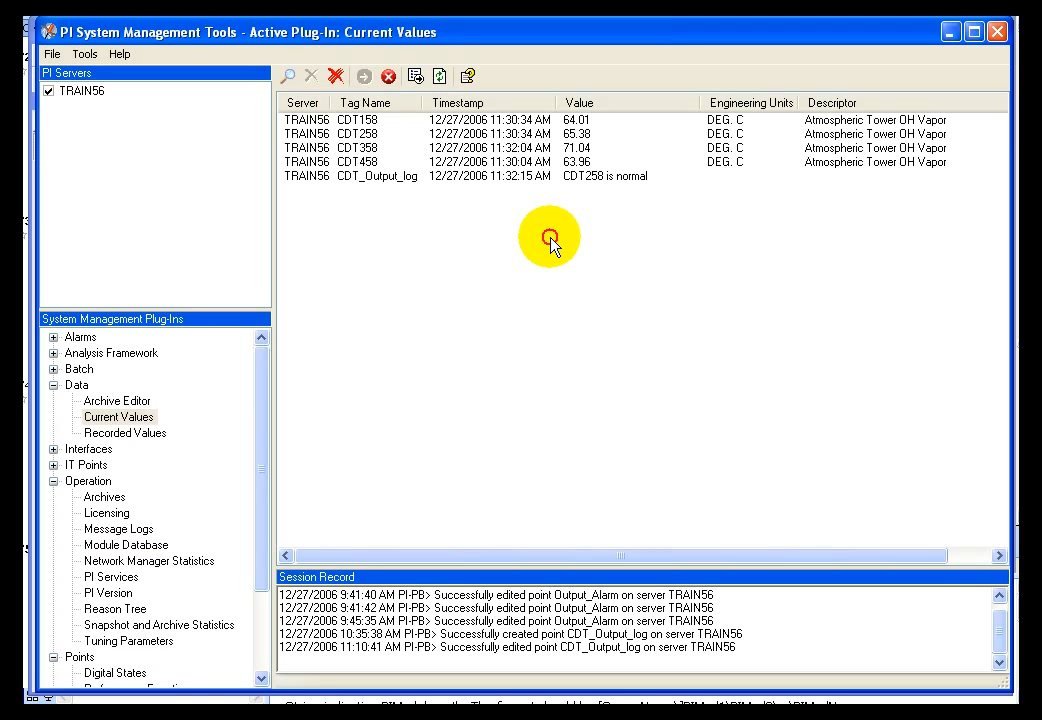 PI System Management Tools - Active Plug-In: Current Values
File Tools Help
PI Servers
TRAIN56
Server Tag Name Timestamp Value Engineering Units Descriptor
TRAIN56 CDT158 12/27/2006 11:30:34 AM 64.01 DEG. C Atmospheric Tower OH Vapor
TRAIN56 CDT258 12/27/2006 11:30:34 AM 65.38 DEG. C Atmospheric Tower OH Vapor
TRAIN56 CDT358 12/27/2006 11:32:04 AM 71.04 DEG. C Atmospheric Tower OH Vapor
TRAIN56 CDT458 12/27/2006 11:30:04 AM 63.96 DEG. C Atmospheric Tower OH Vapor
TRAIN56 CDT_Output_log 12/27/2006 11:32:15 AM CDT258 is normal
System Management Plug-Ins
Alarms
Analysis Framework
Batch
Data
Archive Editor
Current Values
Recorded Values
Interfaces
IT Points
Operation
Archives
Licensing
Message Logs
Module Database
Network Manager Statistics
PI Services
PI Version
Reason Tree
Snapshot and Archive Statistics
Tuning Parameters
Points
Digital States
Session Record
12/27/2006 9:41:40 AM PI-PB> Successfully edited point Output_Alarm on server TRAIN56
12/27/2006 9:41:42 AM PI-PB> Successfully edited point Output_Alarm on server TRAIN56
12/27/2006 9:45:35 AM PI-PB> Successfully edited point Output_Alarm on server TRAIN56
12/27/2006 10:35:38 AM PI-PB> Successfully created point CDT_Output_log on server TRAIN56
12/27/2006 11:10:41 AM PI-PB> Successfully edited point CDT_Output_log on server TRAIN56